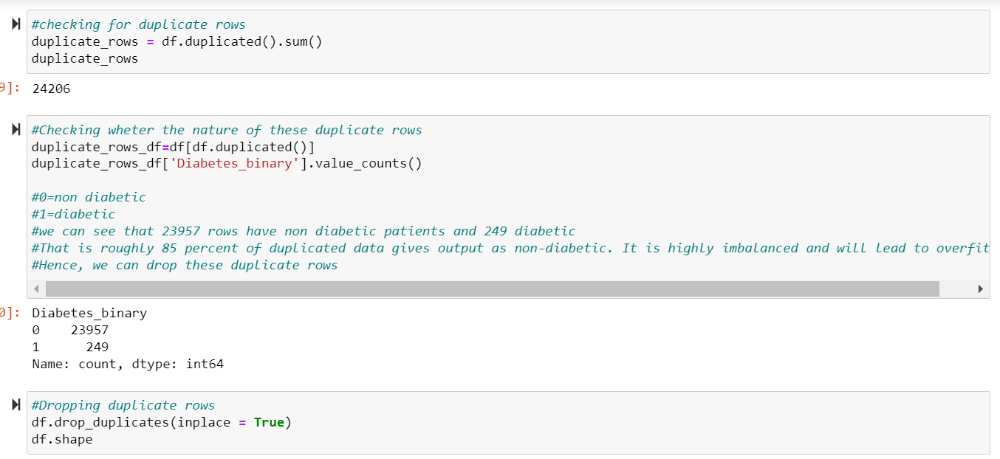 #checking for duplicate rows
duplicate_rows = df.duplicated().sum()
duplicate_rows
9]: 24206
#Checking wheter the nature of these duplicate rows
duplicate_rows_df=df[df.duplicated()]
duplicate_rows_df['Diabetes_binary'].value_counts()
#0=non diabetic
#1=diabetic
#we can see that 23957 rows have non diabetic patients and 249 diabetic
#That is roughly 85 percent of duplicated data gives output as non-diabetic. It is highly imbalanced and will lead to overfit
#Hence, we can drop these duplicate rows
0]: Diabetes_binary
0 23957
1 249
Name: count, dtype: int64
#Dropping duplicate rows
df.drop_duplicates(inplace = True)
df.shape